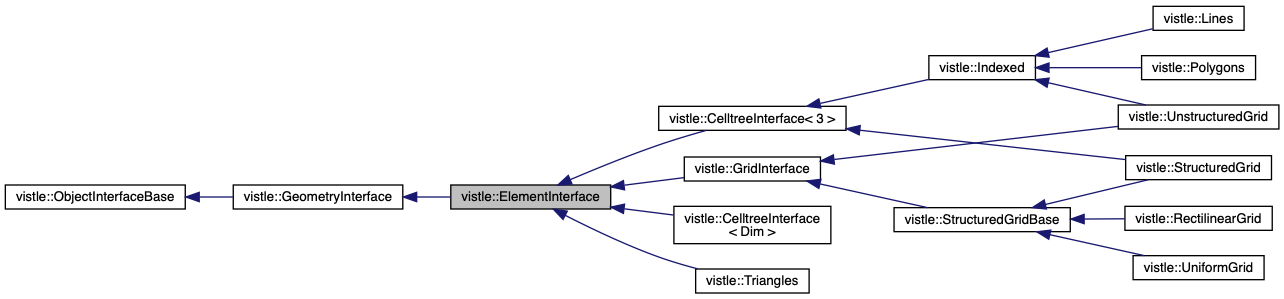 vistle::ObjectInterfaceBase
vistle::GeometryInterface
vistle::ElementInterface
vistle::CelltreeInterface< 3 >
vistle::GridInterface
vistle::CelltreeInterface
< Dim >
vistle::Triangles
vistle::Indexed
vistle::StructuredGridBase
vistle::Lines
vistle::Polygons
vistle::UnstructuredGrid
vistle::StructuredGrid
vistle::RectilinearGrid
vistle::UniformGrid